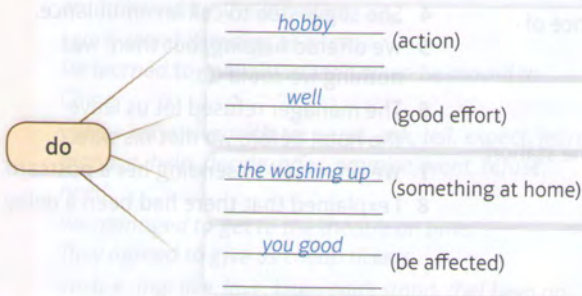 hobby
(action)
well
(good effort)
do
the washing up
(something at home)
you good
(be affected)